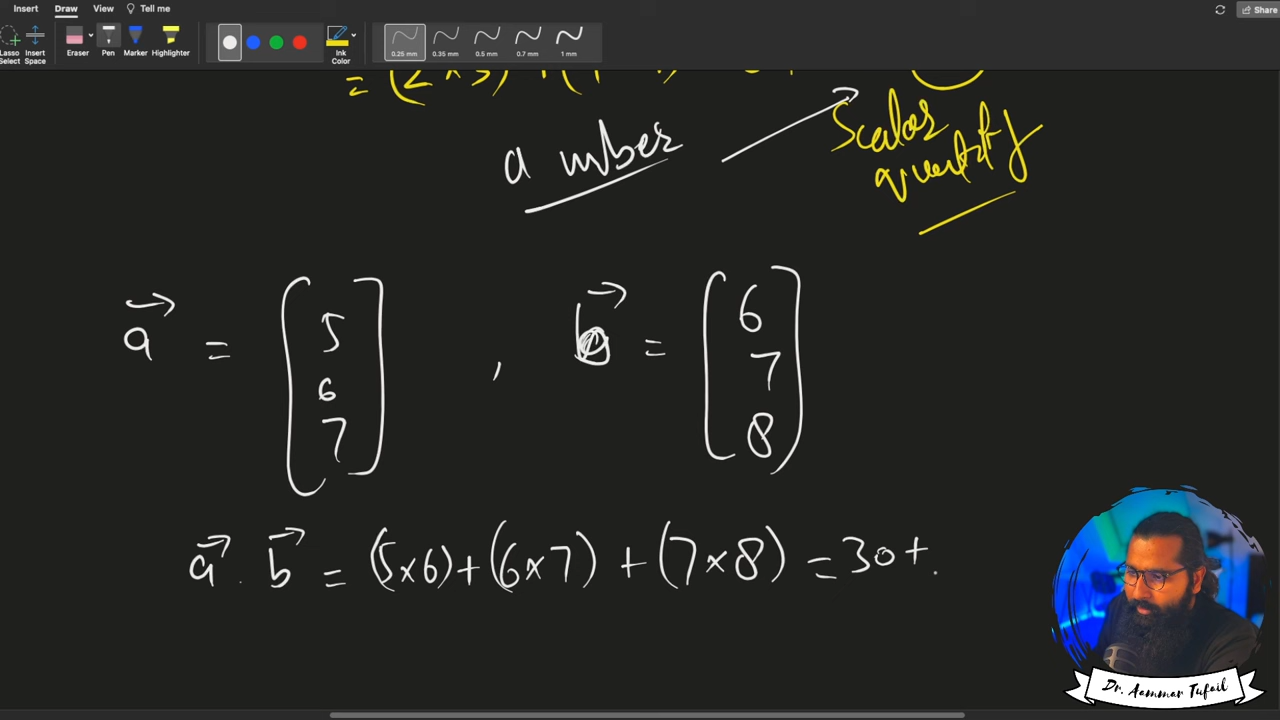 Insert Draw View Tell me
Share
Lasso Select Insert Space Eraser Pen Marker Highlighter Ink Color 0.25 mm 0.35 mm 0.5 mm 0.7 mm 1 mm
a umber
Scalar
quantity
a = [5 6 7] , b = [6 7 8]
a . b = (5×6)+(6×7) + (7×8) = 30+.
Dr. Aammar Tufail